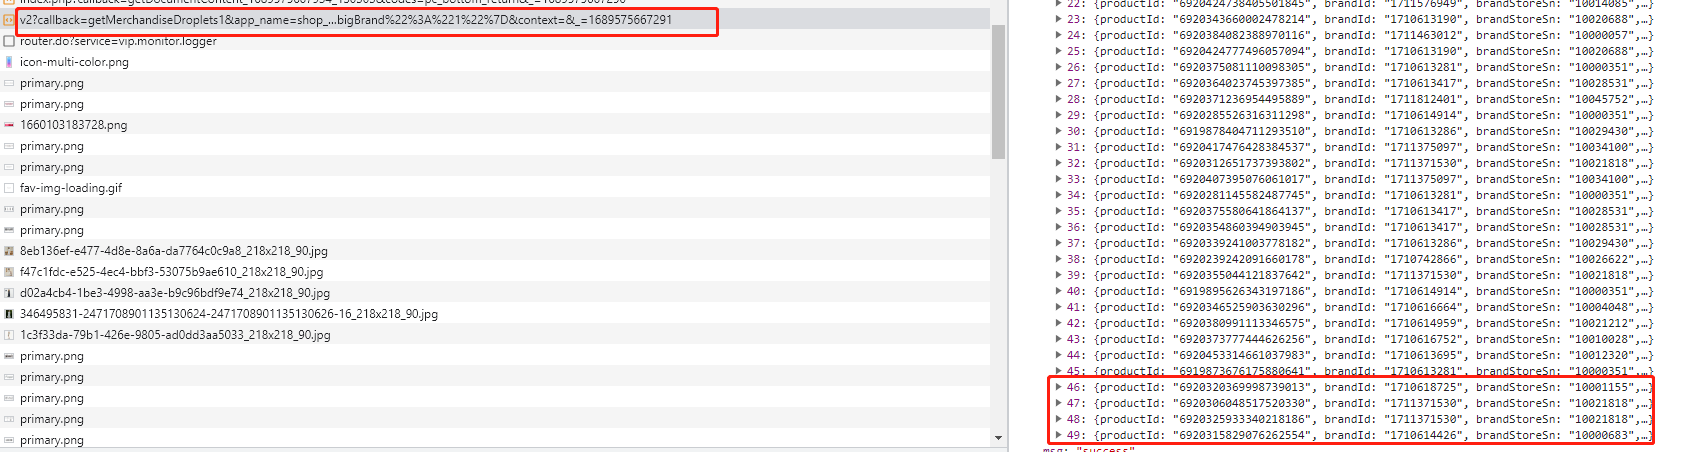 v2?callback=getMerchandiseDroplets1&app_name=shop_...bigBrand%22%3A%221%22%7D&context=&_=1689575667291
router.do?service=vip.monitor.logger
icon-multi-color.png
primary.png
primary.png
1660103183728.png
primary.png
primary.png
fav-img-loading.gif
primary.png
primary.png
8eb136ef-e477-4d8e-8a6a-da7764c0c9a8_218x218_90.jpg
f47c1fdc-e525-4ec4-bbf3-53075b9ae610_218x218_90.jpg
d02a4cb4-1be3-4998-aa3e-b9c96bdf9e74_218x218_90.jpg
346495831-2471708901135130624-2471708901135130626-16_218x218_90.jpg
1c3f33da-79b1-426e-9805-ad0dd3aa5033_218x218_90.jpg
primary.png
primary.png
primary.png
primary.png
primary.png
22: {productId: "6920424738405501845", brandId: "1711576949", brandStoreSn: "10014085",…}
23: {productId: "6920343660002478214", brandId: "1710613190", brandStoreSn: "10020688",…}
24: {productId: "6920384082388970116", brandId: "1711463012", brandStoreSn: "10000057",…}
25: {productId: "6920424777496057094", brandId: "1710613190", brandStoreSn: "10020688",…}
26: {productId: "6920375081110098305", brandId: "1710613281", brandStoreSn: "10000351",…}
27: {productId: "6920364023745397385", brandId: "1710613417", brandStoreSn: "10028531",…}
28: {productId: "6920371236954495889", brandId: "1711812401", brandStoreSn: "10045752",…}
29: {productId: "6920285526316311298", brandId: "1710614914", brandStoreSn: "10000351",…}
30: {productId: "6919878404711293510", brandId: "1710613286", brandStoreSn: "10029430",…}
31: {productId: "6920417476428384537", brandId: "1711375097", brandStoreSn: "10034100",…}
32: {productId: "6920312651737393802", brandId: "1711371530", brandStoreSn: "10021818",…}
33: {productId: "6920407395076061017", brandId: "1711375097", brandStoreSn: "10034100",…}
34: {productId: "6920281145582487745", brandId: "1710613281", brandStoreSn: "10000351",…}
35: {productId: "6920375580641864137", brandId: "1710613417", brandStoreSn: "10028531",…}
36: {productId: "6920354860394903945", brandId: "1710613417", brandStoreSn: "10028531",…}
37: {productId: "6920339241003778182", brandId: "1710613286", brandStoreSn: "10029430",…}
38: {productId: "6920239242091660178", brandId: "1710742866", brandStoreSn: "10026622",…}
39: {productId: "6920355044121837642", brandId: "1711371530", brandStoreSn: "10021818",…}
40: {productId: "6919895626343197186", brandId: "1710614914", brandStoreSn: "10000351",…}
41: {productId: "6920346525903630296", brandId: "1710616664", brandStoreSn: "10004048",…}
42: {productId: "6920380991113346575", brandId: "1710614959", brandStoreSn: "10021212",…}
43: {productId: "6920373777444626256", brandId: "1710616752", brandStoreSn: "10010028",…}
44: {productId: "6920453314661037983", brandId: "1710613695", brandStoreSn: "10012320",…}
45: {productId: "6919873676175880641", brandId: "1710613281", brandStoreSn: "10000351",…}
46: {productId: "6920320369998739013", brandId: "1710618725", brandStoreSn: "10001155",…}
47: {productId: "6920306048517520330", brandId: "1711371530", brandStoreSn: "10021818",…}
48: {productId: "6920325933340218186", brandId: "1711371530", brandStoreSn: "10021818",…}
49: {productId: "6920315829076262554", brandId: "1710614426", brandStoreSn: "10000683",…}
msg: "success"